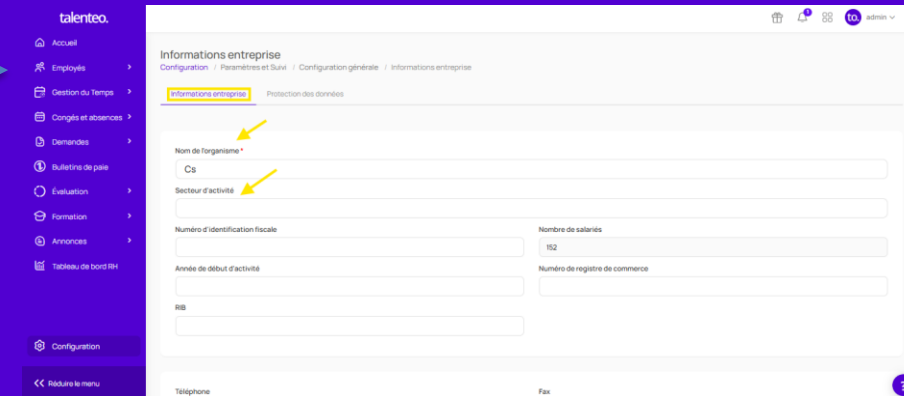 talenteo.
1
to. admin
Accueil
Employés
Gestion du Temps
Congés et absences
Demandes
Bulletins de paie
Évaluation
Formation
Annonces
Tableau de bord RH
Configuration
Réduire le menu
Informations entreprise
Configuration / Paramètres et Suivi / Configuration générale / Informations entreprise
Informations entreprise Protection des données
Nom de l'organisme *
Cs
Secteur d'activité
Numéro d'identification fiscale Nombre de salariés
152
Année de début d'activité Numéro de registre de commerce
RIB
Téléphone Fax
?